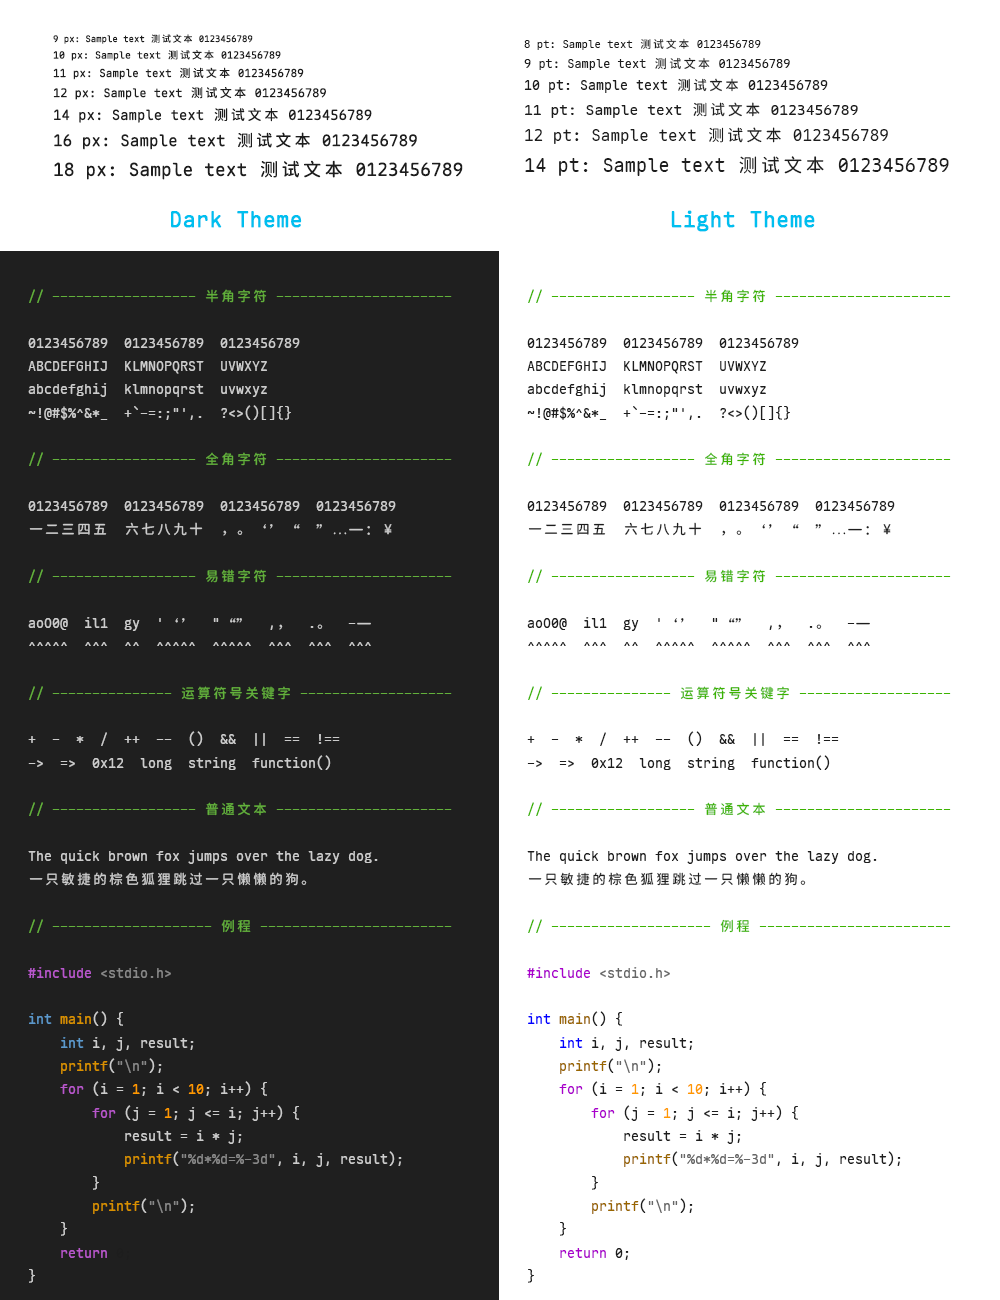 9 px: Sample text 测试文本 0123456789
10 px: Sample text 测试文本 0123456789
11 px: Sample text 测试文本 0123456789
12 px: Sample text 测试文本 0123456789
14 px: Sample text 测试文本 0123456789
16 px: Sample text 测试文本 0123456789
18 px: Sample text 测试文本 0123456789
8 pt: Sample text 测试文本 0123456789
9 pt: Sample text 测试文本 0123456789
10 pt: Sample text 测试文本 0123456789
11 pt: Sample text 测试文本 0123456789
12 pt: Sample text 测试文本 0123456789
14 pt: Sample text 测试文本 0123456789
Dark Theme
// ------------------ 半角字符 ----------------------
0123456789  0123456789  0123456789
ABCDEFGHIJ  KLMNOPQRST  UVWXYZ
abcdefghij  klmnopqrst  uvwxyz
~!@#$%^&*_  +`-=:;"',.  ?<>()[]{}
// ------------------ 全角字符 ----------------------
0123456789  0123456789  0123456789  0123456789
一二三四五  六七八九十  ，。 ‘’ “ ” …—： ¥
// ------------------ 易错字符 ----------------------
aoO0@  il1  gy  ' ‘’   " “”   ,，  .。  -—
^^^^^  ^^^  ^^  ^^^^^  ^^^^^  ^^^  ^^^  ^^^
// --------------- 运算符号关键字 -------------------
+  -  *  /  ++  --  ()  &&  ||  ==  !==
->  =>  0x12  long  string  function()
// ------------------ 普通文本 ----------------------
The quick brown fox jumps over the lazy dog.
一只敏捷的棕色狐狸跳过一只懒懒的狗。
// -------------------- 例程 ------------------------
#include <stdio.h>
int main() {
    int i, j, result;
    printf("\n");
    for (i = 1; i < 10; i++) {
        for (j = 1; j <= i; j++) {
            result = i * j;
            printf("%d*%d=%-3d", i, j, result);
        }
        printf("\n");
    }
    return
}
Light Theme
// ------------------ 半角字符 ----------------------
0123456789  0123456789  0123456789
ABCDEFGHIJ  KLMNOPQRST  UVWXYZ
abcdefghij  klmnopqrst  uvwxyz
~!@#$%^&*_  +`-=:;"',.  ?<>()[]{}
// ------------------ 全角字符 ----------------------
0123456789  0123456789  0123456789  0123456789
一二三四五  六七八九十  ，。 ‘’ “ ” …—： ¥
// ------------------ 易错字符 ----------------------
aoO0@  il1  gy  ' ‘’   " “”   ,，  .。  -—
^^^^^  ^^^  ^^  ^^^^^  ^^^^^  ^^^  ^^^  ^^^
// --------------- 运算符号关键字 -------------------
+  -  *  /  ++  --  ()  &&  ||  ==  !==
->  =>  0x12  long  string  function()
// ------------------ 普通文本 ----------------------
The quick brown fox jumps over the lazy dog.
一只敏捷的棕色狐狸跳过一只懒懒的狗。
// -------------------- 例程 ------------------------
#include <stdio.h>
int main() {
    int i, j, result;
    printf("\n");
    for (i = 1; i < 10; i++) {
        for (j = 1; j <= i; j++) {
            result = i * j;
            printf("%d*%d=%-3d", i, j, result);
        }
        printf("\n");
    }
    return 0;
}